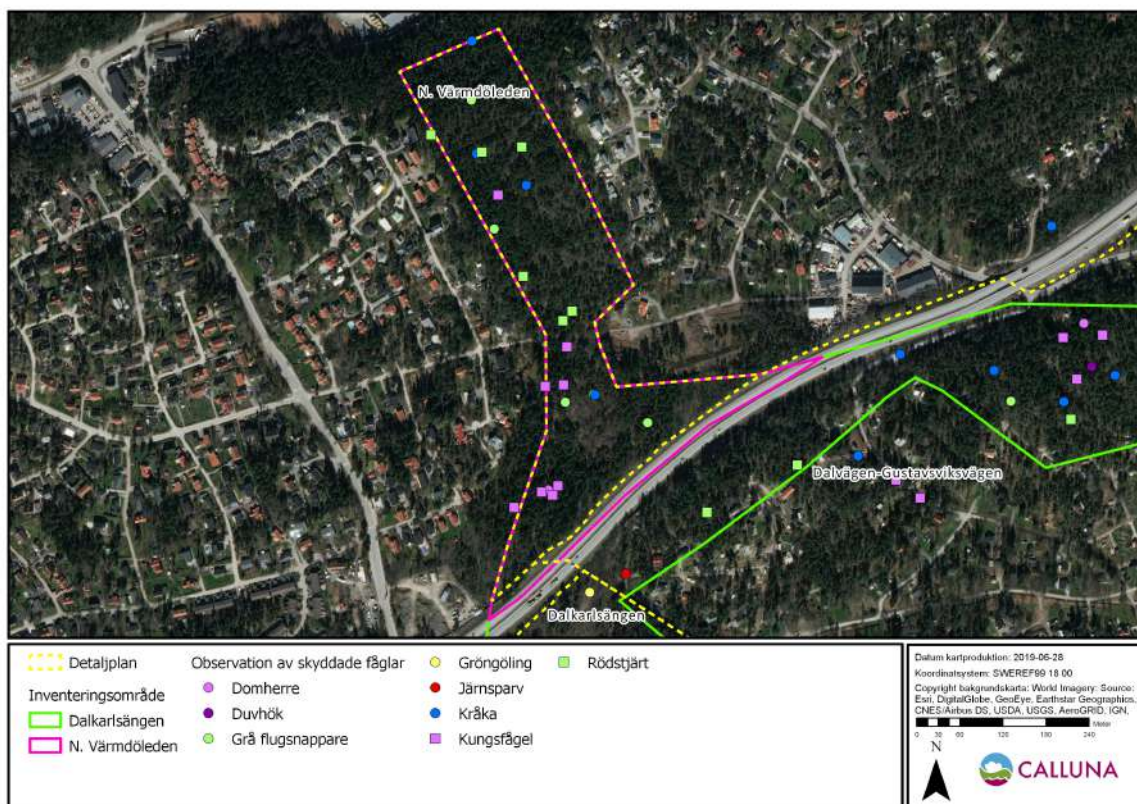 N. Värmdöleden
Dalvägen-Gustavsviksvägen
Dalkarlsängen
Detaljplan
Inventeringsområde
Dalkarlsängen
N. Värmdöleden
Observation av skyddade fåglar
Domherre
Duvhök
Grå flugsnappare
Gröngöling
Järnsparv
Kråka
Kungsfågel
Rödstjärt
Datum kartproduktion: 2019-06-28
Koordinatsystem: SWEREF99 18 00
Copyright bakgrundskarta: World Imagery: Source:
Esri, DigitalGlobe, GeoEye, Earthstar Geographics,
CNES/Airbus DS, USDA, USGS, AeroGRID, IGN,
Meter
0 30 60 120 180 240
N
CALLUNA